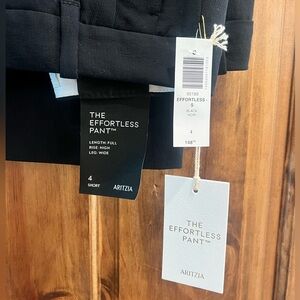 THE
EFFORTLESS
PANT™
LENGTH: FULL
RISE: HIGH
LEG: WIDE
4
SHORT
ARITZIA
EFFORTLESS
BLACK
4
THE
EFFORTLESS
PANT™
ARITZIA